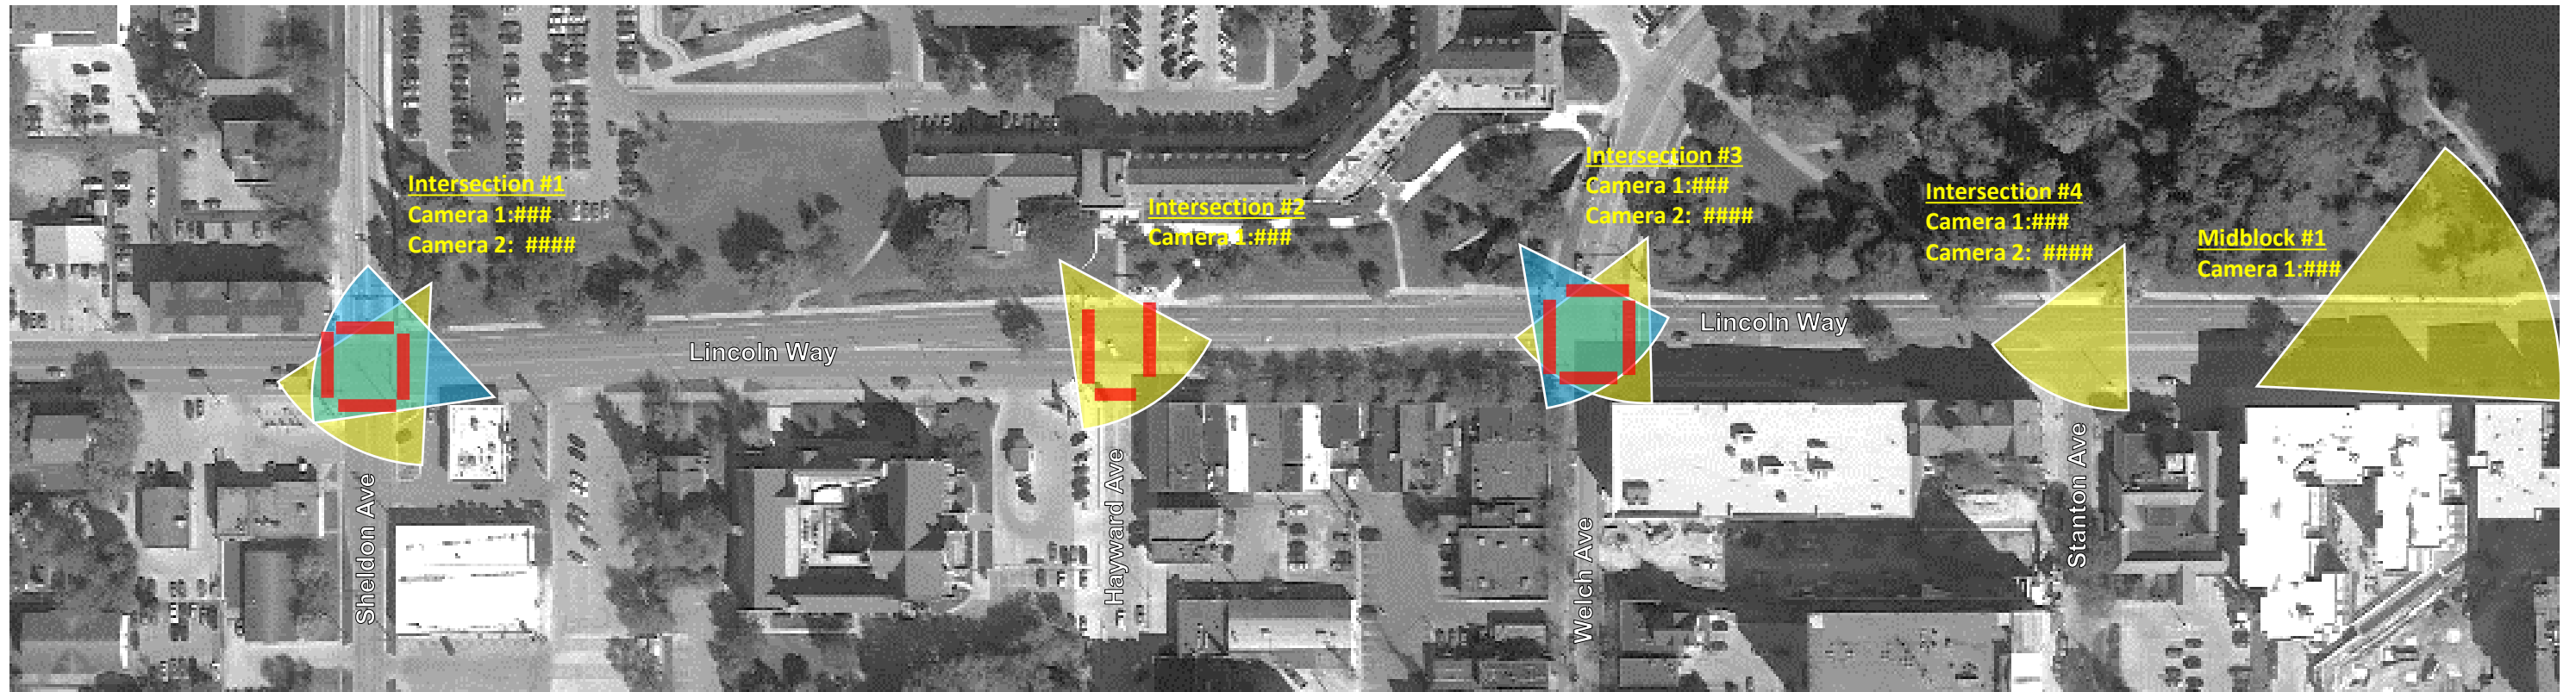 Intersection #1
Camera 1:###
Camera 2:  ####
Intersection #2
Camera 1:###
Intersection #3
Camera 1:###
Camera 2:  ####
Intersection #4
Camera 1:###
Camera 2:  ####
Midblock #1
Camera 1:###
Lincoln Way
Lincoln Way
Sheldon Ave
Hayward Ave
Welch Ave
Stanton Ave